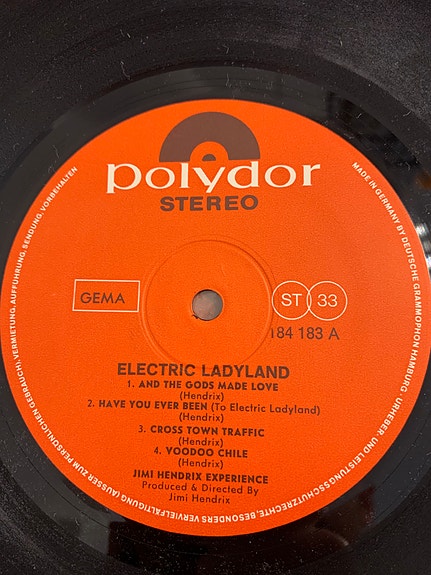 polydor
STEREO
GEMA
ST 33
184 183 A
ELECTRIC LADYLAND
1. AND THE GODS MADE LOVE
(Hendrix)
2. HAVE YOU EVER BEEN (To Electric Ladyland)
(Hendrix)
3. CROSS TOWN TRAFFIC
(Hendrix)
4. VOODOO CHILE
(Hendrix)
JIMI HENDRIX EXPERIENCE
Produced & Directed By
Jimi Hendrix
MADE IN GERMANY BY DEUTSCHE GRAMMOPHON HAMBURG · URHEBER- UND LEISTUNGSSCHUTZRECHTE, BESONDERS VERVIELFÄLTIGUNG (AUSSER ZUM PERSÖNLICHEN GEBRAUCH), VERMIETUNG, AUFFÜHRUNG, SENDUNG, VORBEHALTEN